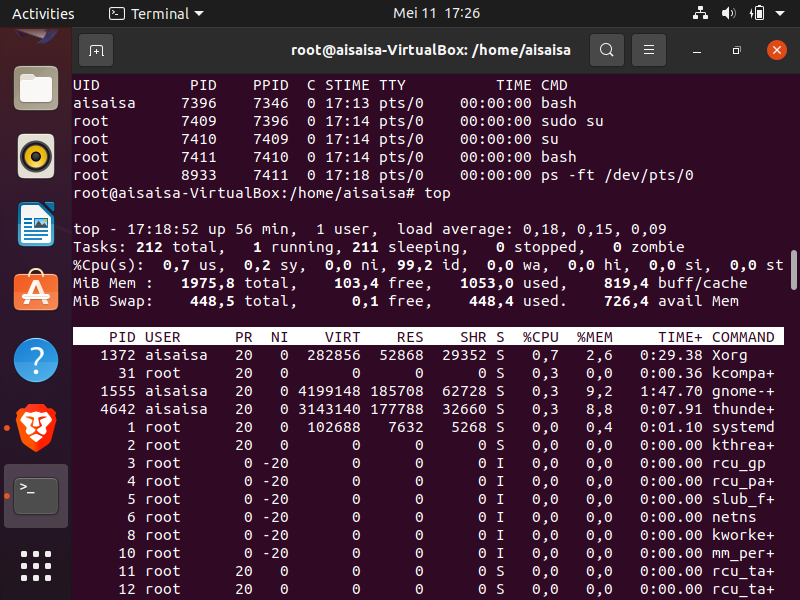 Activities Terminal Mei 11 17:26
root@aisaisa-VirtualBox: /home/aisaisa
UID PID PPID C STIME TTY TIME CMD
aisaisa 7396 7346 0 17:13 pts/0 00:00:00 bash
root 7409 7396 0 17:14 pts/0 00:00:00 sudo su
root 7410 7409 0 17:14 pts/0 00:00:00 su
root 7411 7410 0 17:14 pts/0 00:00:00 bash
root 8933 7411 0 17:18 pts/0 00:00:00 ps -ft /dev/pts/0
root@aisaisa-VirtualBox:/home/aisaisa# top
top - 17:18:52 up 56 min, 1 user, load average: 0,18, 0,15, 0,09
Tasks: 212 total, 1 running, 211 sleeping, 0 stopped, 0 zombie
%Cpu(s): 0,7 us, 0,2 sy, 0,0 ni, 99,2 id, 0,0 wa, 0,0 hi, 0,0 si, 0,0 st
MiB Mem : 1975,8 total, 103,4 free, 1053,0 used, 819,4 buff/cache
MiB Swap: 448,5 total, 0,1 free, 448,4 used. 726,4 avail Mem
PID USER PR NI VIRT RES SHR S %CPU %MEM TIME+ COMMAND
1372 aisaisa 20 0 282856 52868 29352 S 0,7 2,6 0:29.38 Xorg
31 root 20 0 0 0 0 S 0,3 0,0 0:00.36 kcompa+
1555 aisaisa 20 0 4199148 185708 62728 S 0,3 9,2 1:47.70 gnome-+
4642 aisaisa 20 0 3143140 177788 32660 S 0,3 8,8 0:07.91 thunde+
1 root 20 0 102688 7632 5268 S 0,0 0,4 0:01.10 systemd
2 root 20 0 0 0 0 S 0,0 0,0 0:00.00 kthrea+
3 root 0 -20 0 0 0 I 0,0 0,0 0:00.00 rcu_gp
4 root 0 -20 0 0 0 I 0,0 0,0 0:00.00 rcu_pa+
5 root 0 -20 0 0 0 I 0,0 0,0 0:00.00 slub_f+
6 root 0 -20 0 0 0 I 0,0 0,0 0:00.00 netns
8 root 0 -20 0 0 0 I 0,0 0,0 0:00.00 kworke+
10 root 0 -20 0 0 0 I 0,0 0,0 0:00.00 mm_per+
11 root 20 0 0 0 0 S 0,0 0,0 0:00.00 rcu_ta+
12 root 20 0 0 0 0 S 0,0 0,0 0:00.00 rcu_ta+